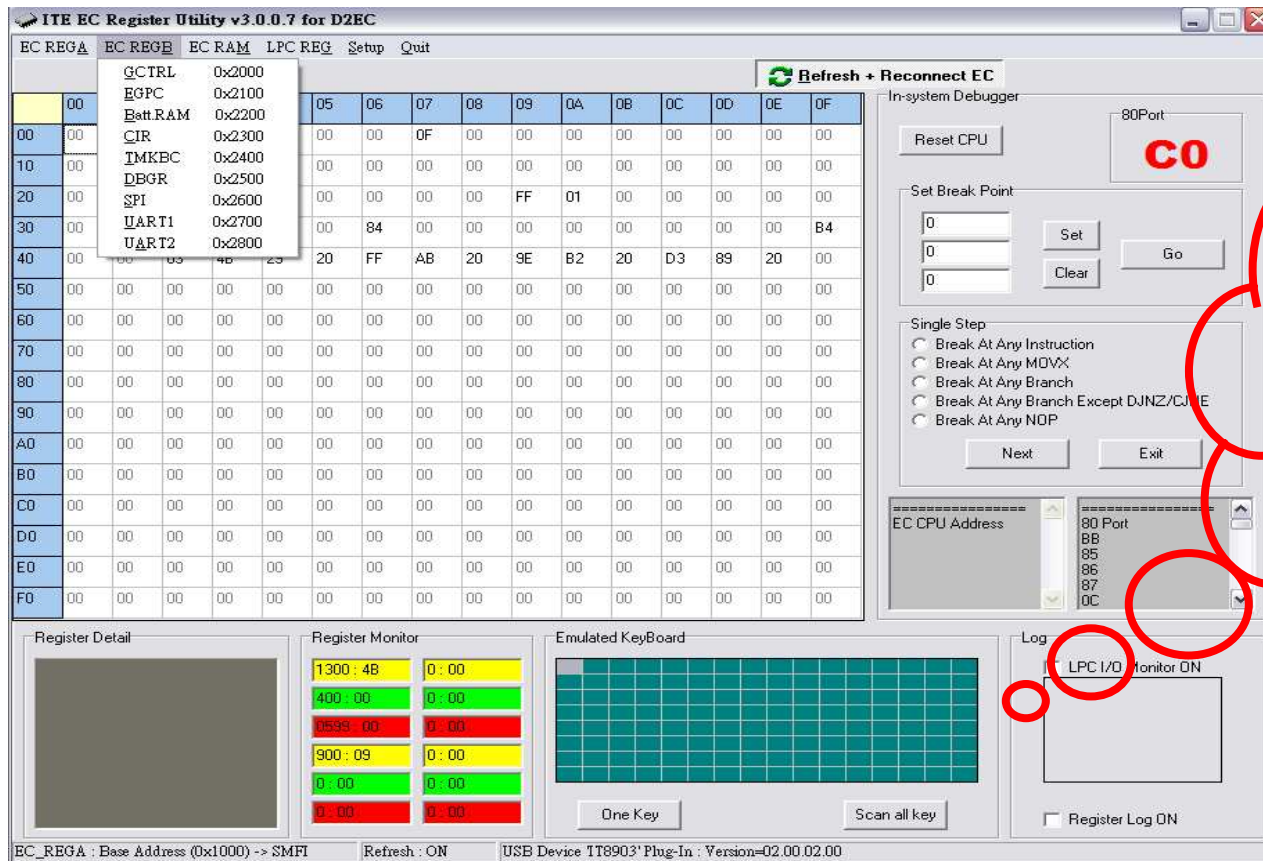 ITE EC Register Utility v3.0.0.7 for D2EC
EC REGA EC REGB EC RAM LPC REG Setup Quit
GCTRL 0x2000
EGPC 0x2100
Batt.RAM 0x2200
CIR 0x2300
TMKBC 0x2400
DBGR 0x2500
SPI 0x2600
UART1 0x2700
UART2 0x2800
Refresh + Reconnect EC
00 05 06 07 08 09 0A 0B 0C 0D 0E 0F
00 00 00 00 0F 00 00 00 00 00 00 00 00
10 00 00 00 00 00 00 00 00 00 00 00 00
20 00 00 00 00 00 FF 01 00 00 00 00 00
30 00 00 84 00 00 00 00 00 00 00 00 B4
40 00 00 03 4B 29 20 FF AB 20 9E B2 20 D3 89 20 00
50 00 00 00 00 00 00 00 00 00 00 00 00 00 00 00 00
60 00 00 00 00 00 00 00 00 00 00 00 00 00 00 00 00
70 00 00 00 00 00 00 00 00 00 00 00 00 00 00 00 00
80 00 00 00 00 00 00 00 00 00 00 00 00 00 00 00 00
90 00 00 00 00 00 00 00 00 00 00 00 00 00 00 00 00
A0 00 00 00 00 00 00 00 00 00 00 00 00 00 00 00 00
B0 00 00 00 00 00 00 00 00 00 00 00 00 00 00 00 00
C0 00 00 00 00 00 00 00 00 00 00 00 00 00 00 00 00
D0 00 00 00 00 00 00 00 00 00 00 00 00 00 00 00 00
E0 00 00 00 00 00 00 00 00 00 00 00 00 00 00 00 00
F0 00 00 00 00 00 00 00 00 00 00 00 00 00 00 00 00
In-system Debugger
Reset CPU
80Port
C0
Set Break Point
0
0
0
Set
Clear
Go
Single Step
Break At Any Instruction
Break At Any MOVX
Break At Any Branch
Break At Any Branch Except DJNZ/CJNE
Break At Any NOP
Next Exit
================
EC CPU Address
================
80 Port
BB
85
86
87
0C
Register Detail
Register Monitor
1300 : 4B 0 : 00
400 : 00 0 : 00
0599 : 00 0 : 00
900 : 09 0 : 00
0 : 00 0 : 00
0 : 00 0 : 00
Emulated KeyBoard
One Key Scan all key
Log
LPC I/O Monitor ON
Register Log ON
EC_REGA : Base Address (0x1000) -> SMFI Refresh : ON USB Device 'IT8903' Plug-In : Version=02.00.02.00